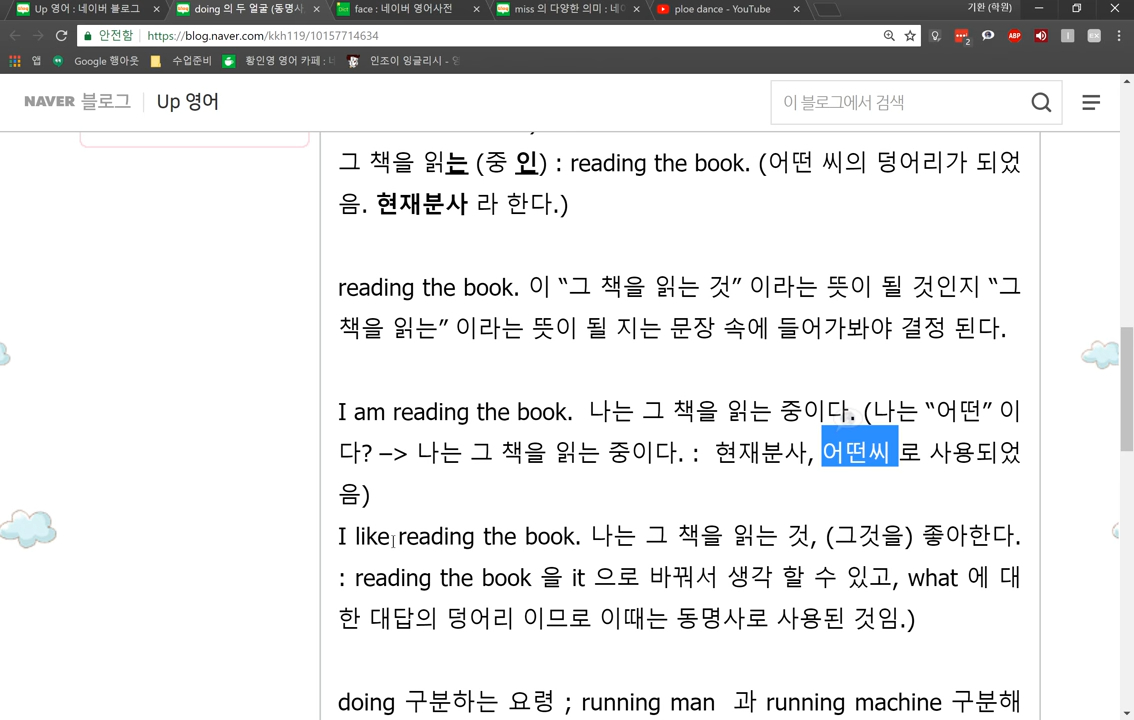 Up 영어 : 네이버 블로그
doing 의 두 얼굴 (동명사
face : 네이버 영어사전
miss 의 다양한 의미 : 네이
ploe dance - YouTube
기환 (학원)
안전함
https://blog.naver.com/kkh119/10157714634
앱
Google 행아웃
수업준비
황인영 영어 카페 : 네
인조이 잉글리시 - 영
NAVER 블로그
Up 영어
이 블로그에서 검색
그 책을 읽는 (중 인) : reading the book. (어떤 씨의 덩어리가 되었
음. 현재분사 라 한다.)
reading the book. 이 “그 책을 읽는 것” 이라는 뜻이 될 것인지 “그
책을 읽는” 이라는 뜻이 될 지는 문장 속에 들어가봐야 결정 된다.
I am reading the book. 나는 그 책을 읽는 중이다. (나는 “어떤” 이
다? –> 나는 그 책을 읽는 중이다. : 현재분사, 어떤씨 로 사용되었
음)
I like reading the book. 나는 그 책을 읽는 것, (그것을) 좋아한다.
: reading the book 을 it 으로 바꿔서 생각 할 수 있고, what 에 대
한 대답의 덩어리 이므로 이때는 동명사로 사용된 것임.)
doing 구분하는 요령 ; running man 과 running machine 구분해